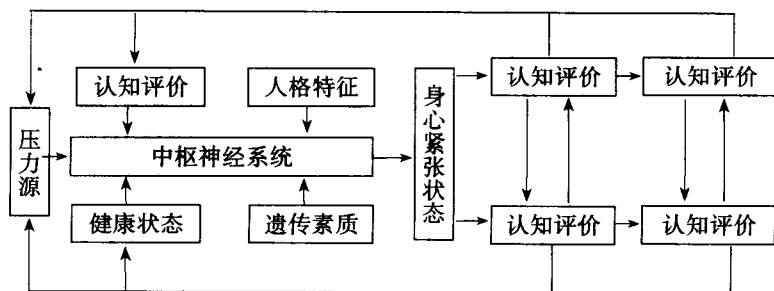 认知评价
人格特征
认知评价
认知评价
压力源
中枢神经系统
身心紧张状态
健康状态
遗传素质
认知评价
认知评价